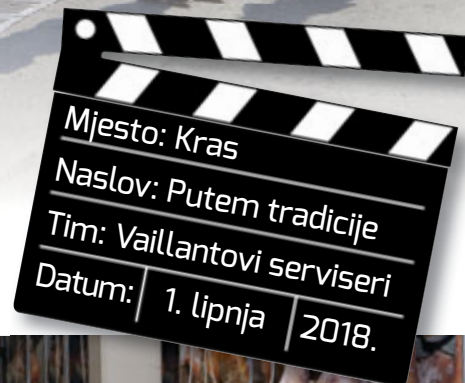 Mjesto: Kras
Naslov: Putem tradicije
Tim: Vaillantovi serviseri
Datum: 1. lipnja 2018.